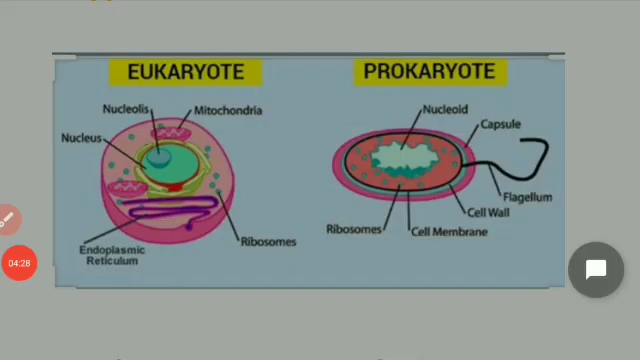 EUKARYOTE
PROKARYOTE
Nucleolis
Mitochondria
Nucleus
Endoplasmic
Reticulum
Ribosomes
Nucleoid
Capsule
Flagellum
Cell Wall
Cell Membrane
Ribosomes
04:28